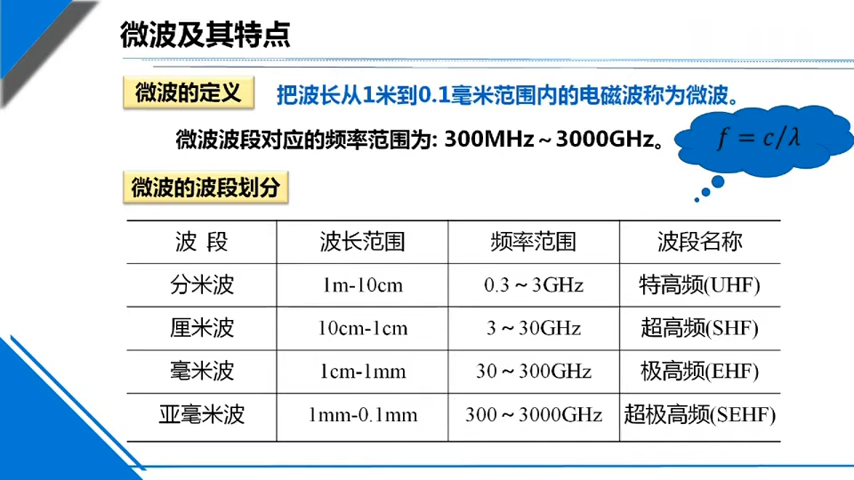 微波及其特点
微波的定义 把波长从1米到0.1毫米范围内的电磁波称为微波。
微波波段对应的频率范围为: 300MHz~3000GHz。
f = c/λ
微波的波段划分
波 段 波长范围 频率范围 波段名称
分米波 1m-10cm 0.3~3GHz 特高频(UHF)
厘米波 10cm-1cm 3~30GHz 超高频(SHF)
毫米波 1cm-1mm 30~300GHz 极高频(EHF)
亚毫米波 1mm-0.1mm 300~3000GHz 超极高频(SEHF)